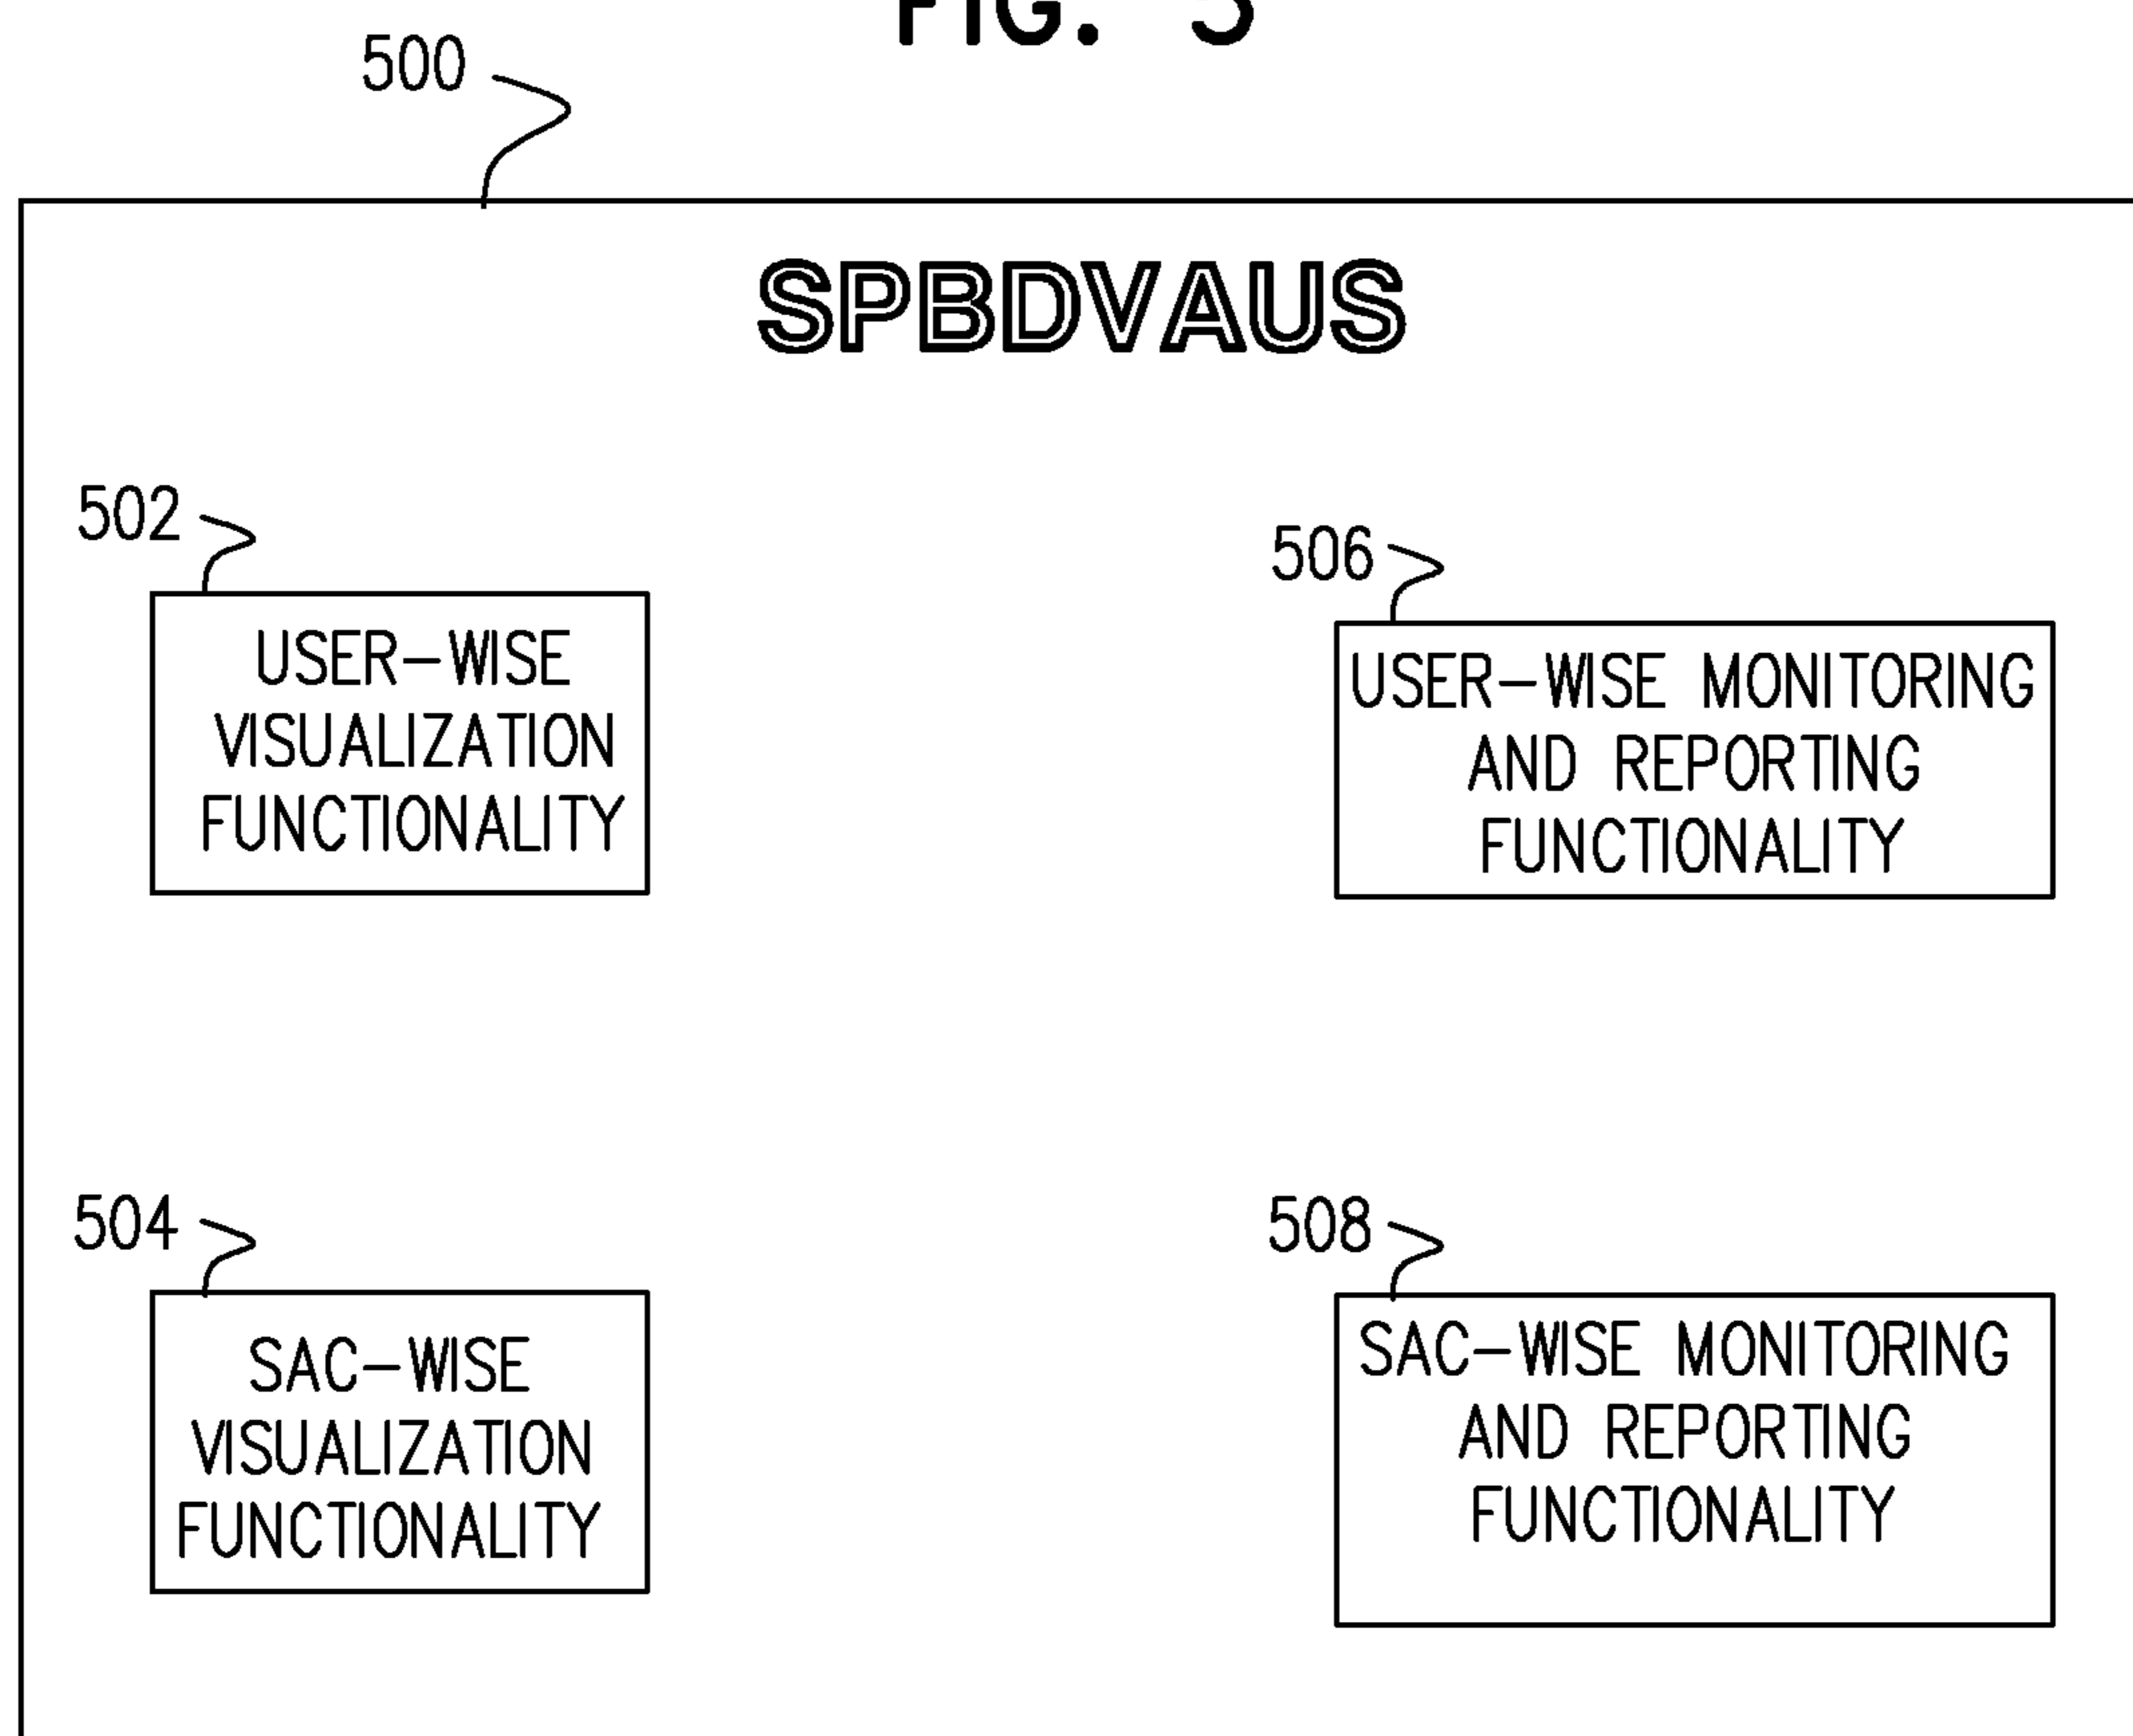 FIG. 5
500
SPBDVAUS
502
USER-WISE
VISUALIZATION
FUNCTIONALITY
506
USER-WISE MONITORING
AND REPORTING
FUNCTIONALITY
504
SAC-WISE
VISUALIZATION
FUNCTIONALITY
508
SAC-WISE MONITORING
AND REPORTING
FUNCTIONALITY